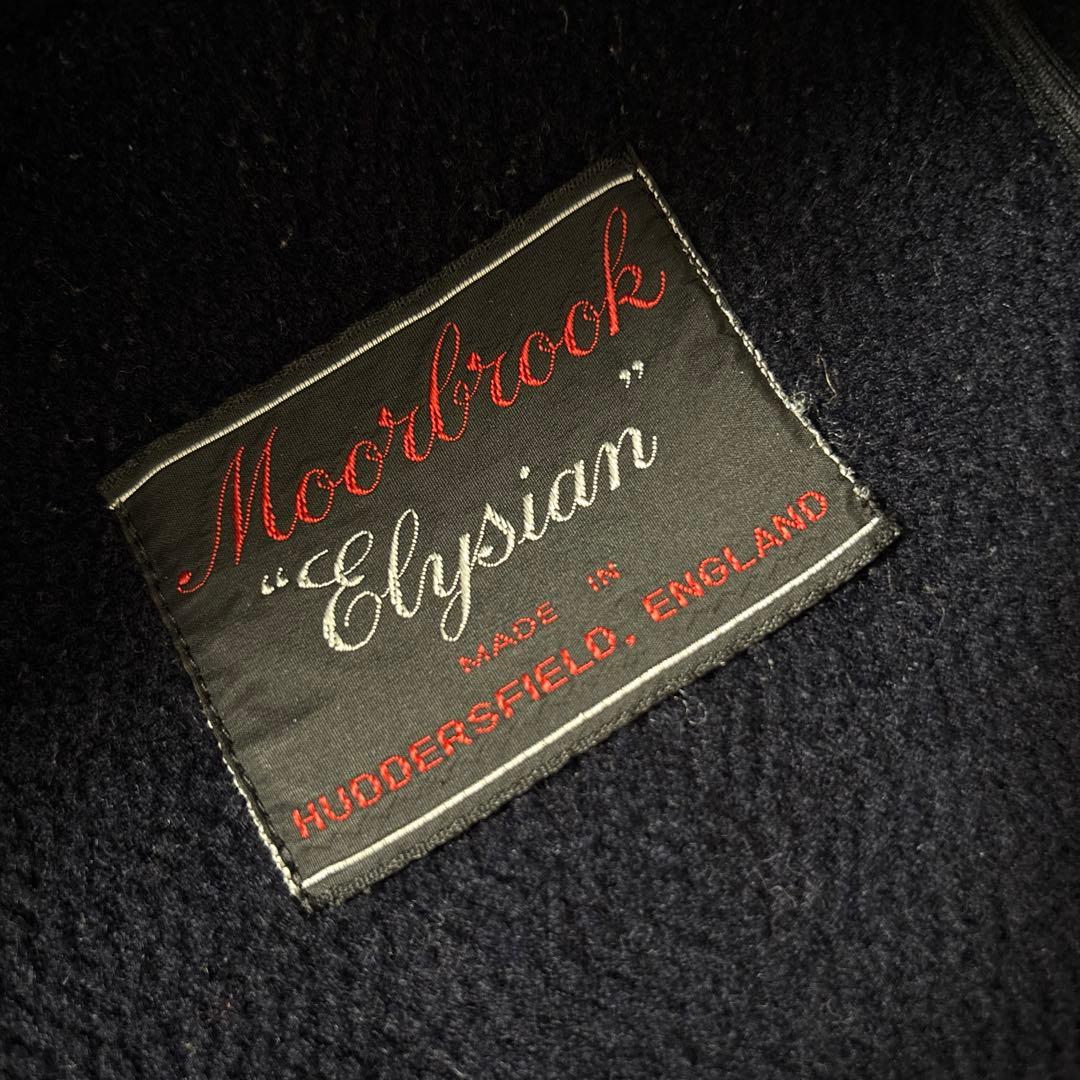 Moorbrook
“Elysian”
MADE IN
HUDDERSFIELD, ENGLAND